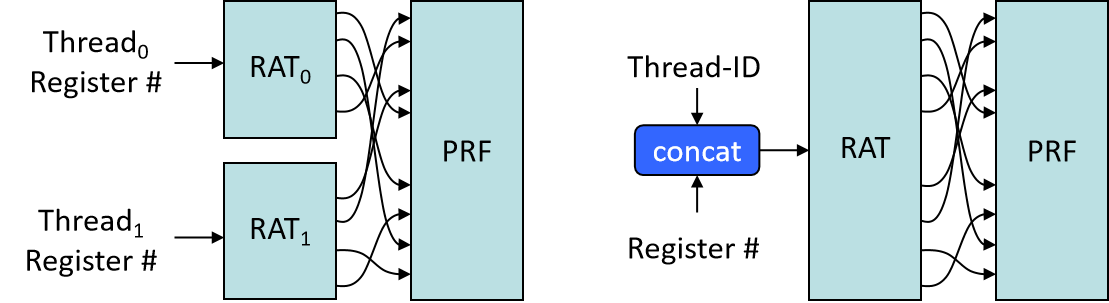 Thread₀
Register #
RAT₀
PRF
Thread₁
Register #
RAT₁
Thread-ID
concat
Register #
RAT
PRF